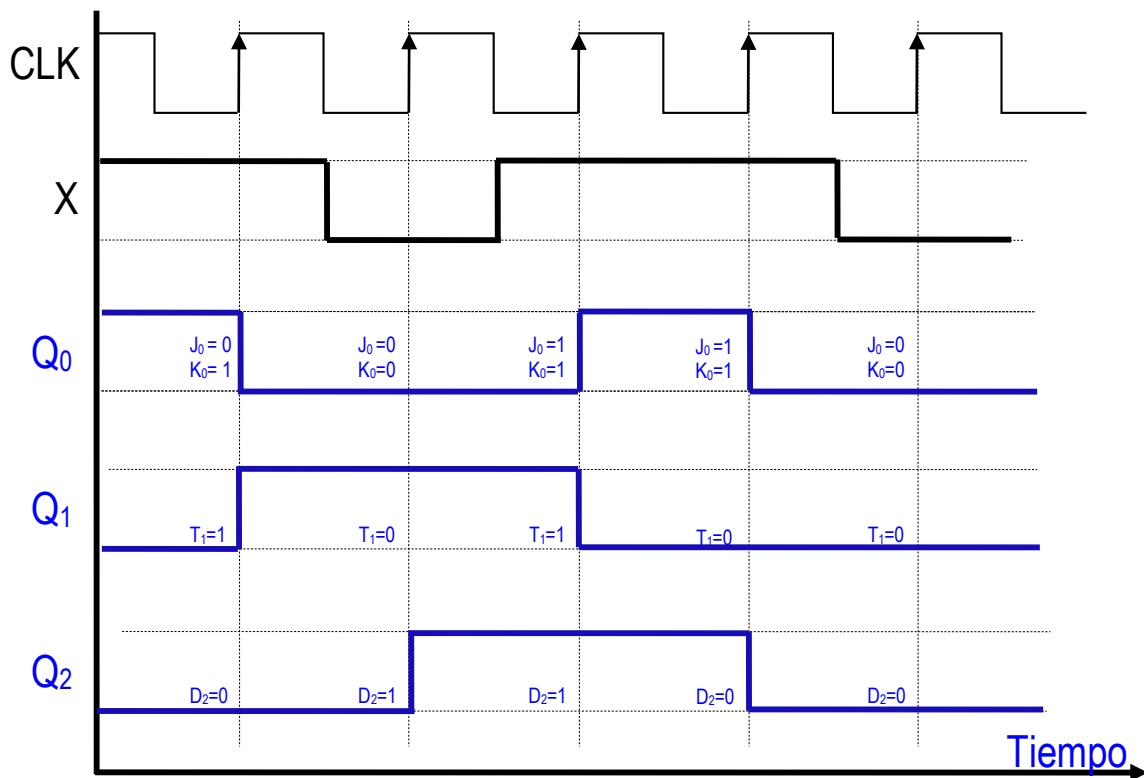 CLK
X
Q₀
J₀ = 0 J₀ =0 J₀ =1 J₀ =1 J₀ =0
K₀= 1 K₀=0 K₀=1 K₀=1 K₀=0
Q₁
T₁=1 T₁=0 T₁=1 T₁=0 T₁=0
Q₂
D₂=0 D₂=1 D₂=1 D₂=0 D₂=0
Tiempo